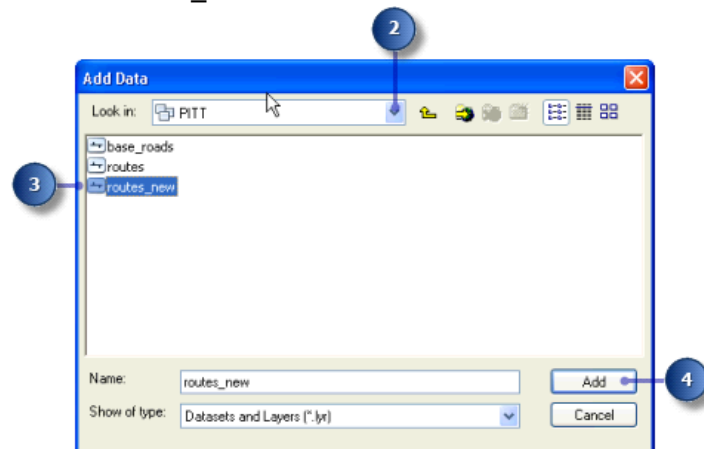 2
Add Data
Look in: PITT
base_roads
routes
3
routes_new
Name: routes_new
Add
4
Show of type: Datasets and Layers (*.lyr)
Cancel